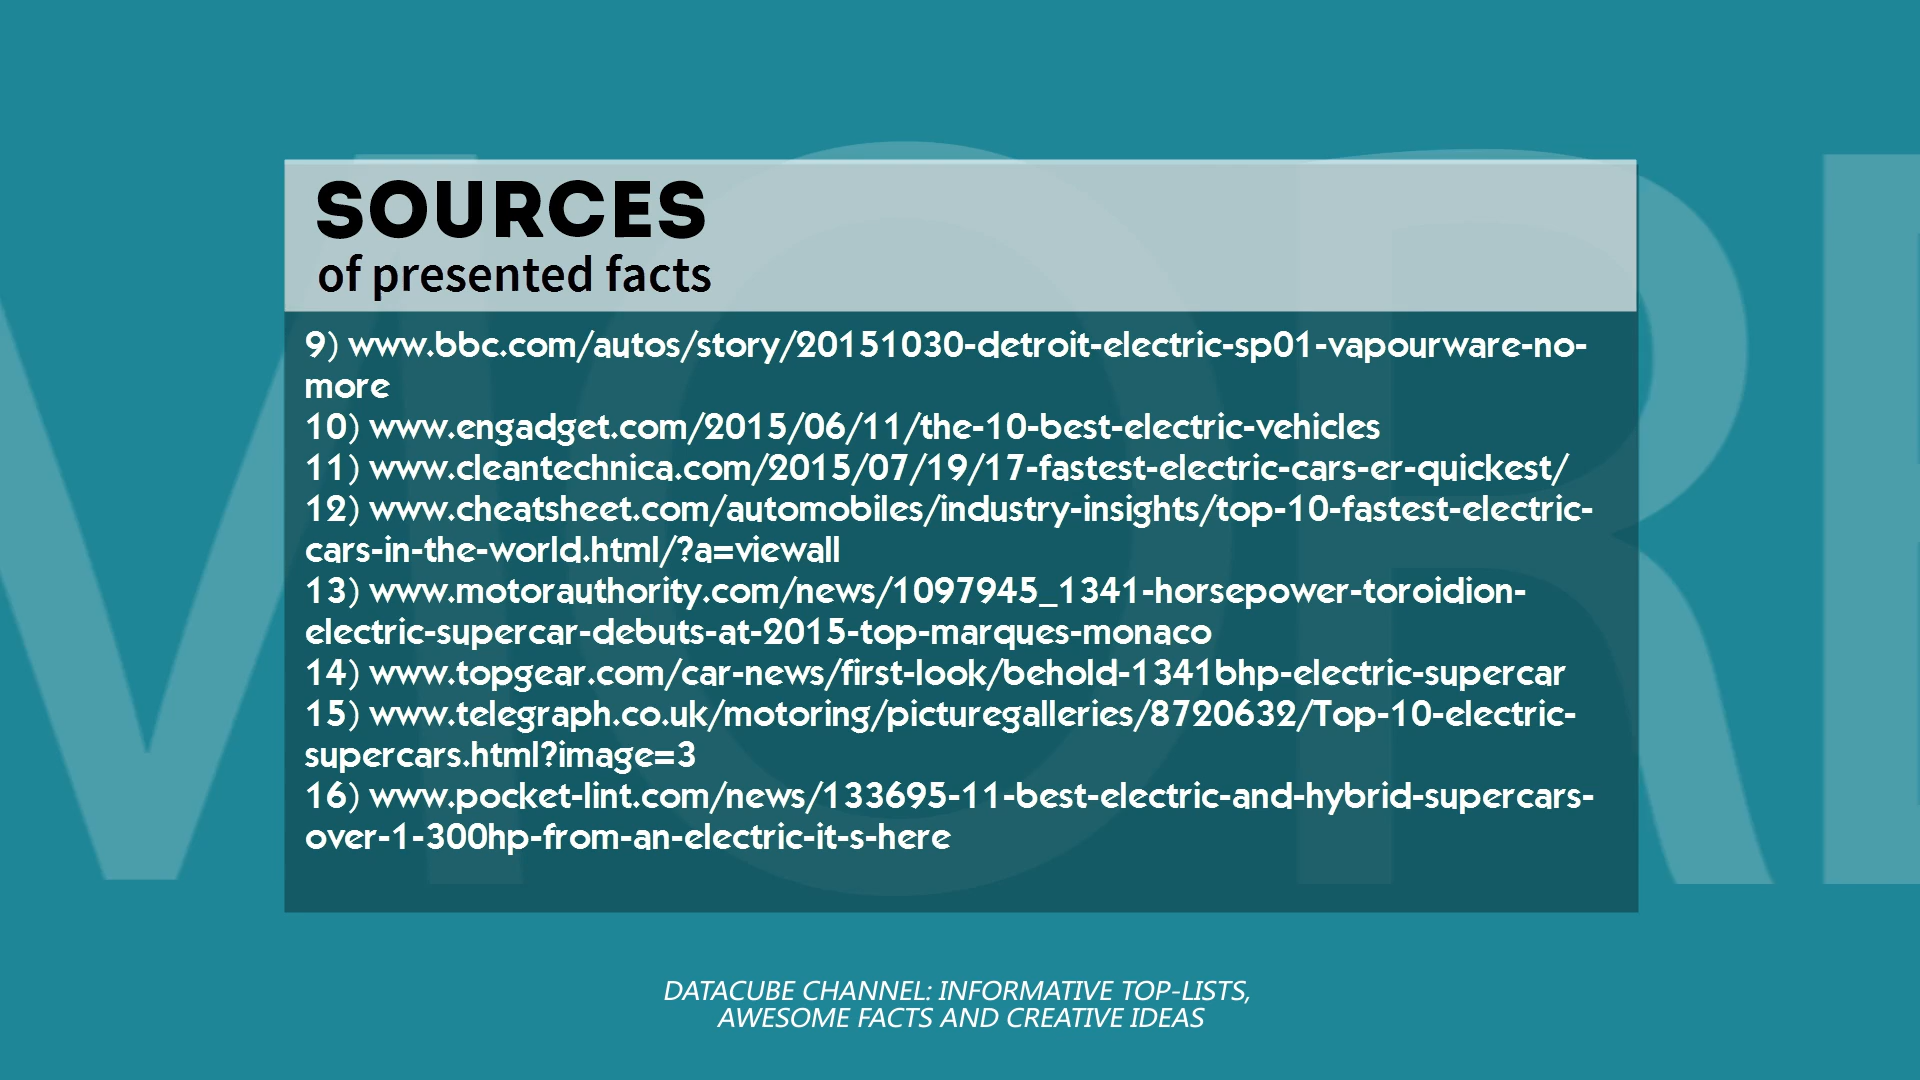 SOURCES
of presented facts
9) www.bbc.com/autos/story/20151030-detroit-electric-sp01-vapourware-no-
more
10) www.engadget.com/2015/06/11/the-10-best-electric-vehicles
11) www.cleantechnica.com/2015/07/19/17-fastest-electric-cars-er-quickest/
12) www.cheatsheet.com/automobiles/industry-insights/top-10-fastest-electric-
cars-in-the-world.html/?a=viewall
13) www.motorauthority.com/news/1097945_1341-horsepower-toroidion-
electric-supercar-debuts-at-2015-top-marques-monaco
14) www.topgear.com/car-news/first-look/behold-1341bhp-electric-supercar
15) www.telegraph.co.uk/motoring/picturegalleries/8720632/Top-10-electric-
supercars.html?image=3
16) www.pocket-lint.com/news/133695-11-best-electric-and-hybrid-supercars-
over-1-300hp-from-an-electric-it-s-here
DATACUBE CHANNEL: INFORMATIVE TOP-LISTS,
AWESOME FACTS AND CREATIVE IDEAS